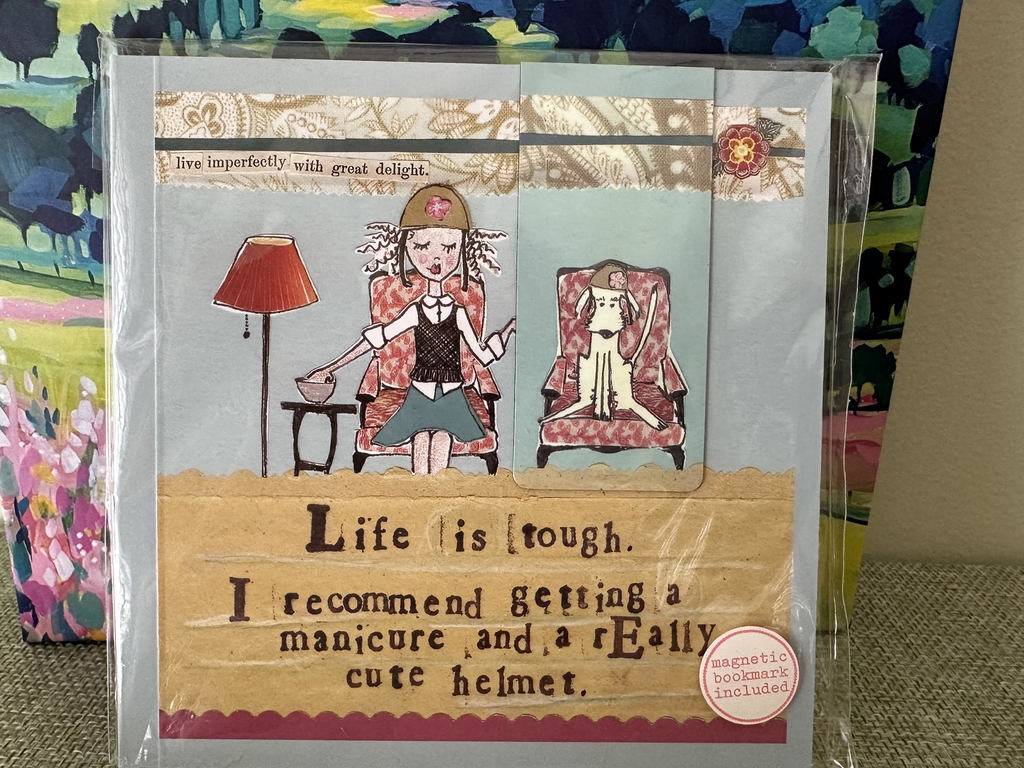 live imperfectly with great delight.
Life is tough.
I recommend getting a
manicure and a rEally
cute helmet.
magnetic
bookmark
included